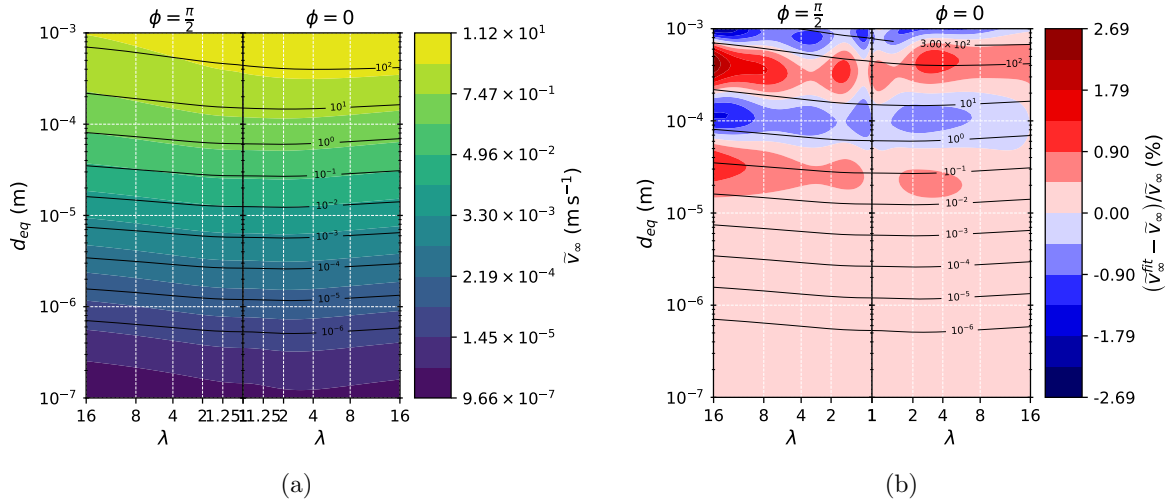 ϕ = π/2 ϕ = 0
10⁻³
10⁻⁴
10⁻⁵
10⁻⁶
10⁻⁷
d_eq (m)
10²
10¹
10⁰
10⁻¹
10⁻²
10⁻³
10⁻⁴
10⁻⁵
10⁻⁶
16 8 4 2 1.25 1 1.25 2 4 8 16
λ λ
1.12 × 10¹
7.47 × 10⁻¹
4.96 × 10⁻²
3.30 × 10⁻³
2.19 × 10⁻⁴
1.45 × 10⁻⁵
9.66 × 10⁻⁷
ṽ_∞ (m s⁻¹)
(a)
ϕ = π/2 ϕ = 0
10⁻³
10⁻⁴
10⁻⁵
10⁻⁶
10⁻⁷
d_eq (m)
3.00 × 10²
10²
10¹
10⁰
10⁻¹
10⁻²
10⁻³
10⁻⁴
10⁻⁵
10⁻⁶
16 8 4 2 1 2 4 8 16
λ λ
2.69
1.79
0.90
0.00
-0.90
-1.79
-2.69
(ṽ_∞^fit − ṽ_∞)/ṽ_∞ (%)
(b)